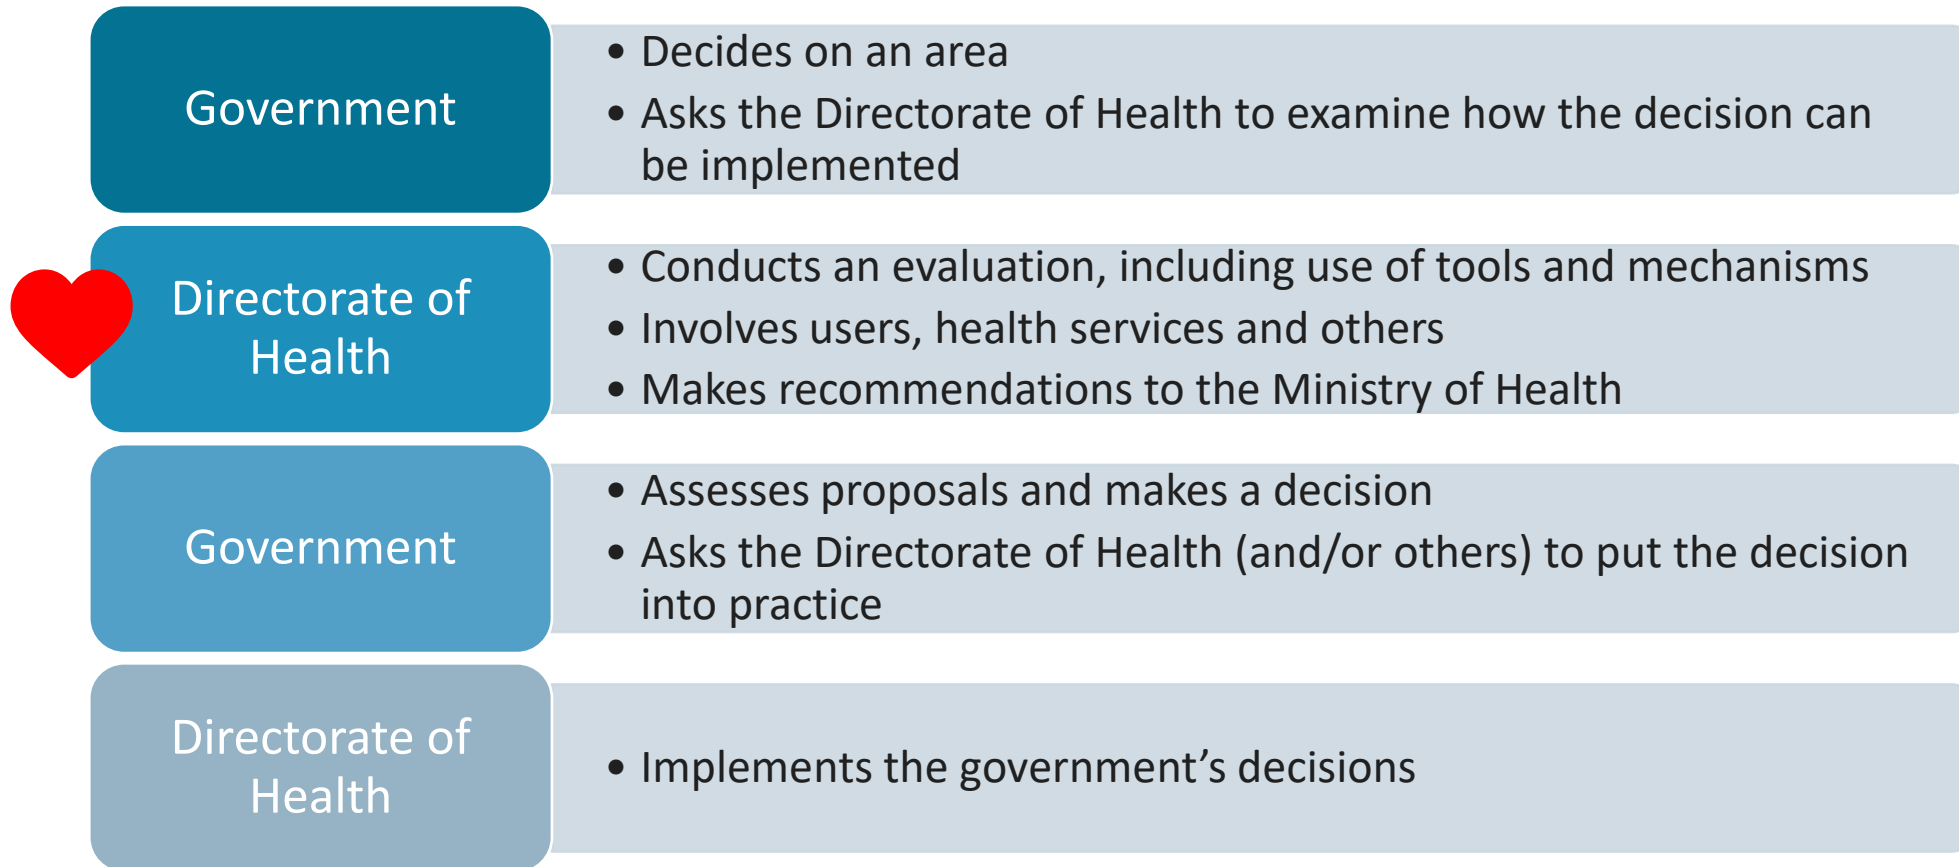 Government
• Decides on an area
• Asks the Directorate of Health to examine how the decision can
be implemented
Directorate of
Health
• Conducts an evaluation, including use of tools and mechanisms
• Involves users, health services and others
• Makes recommendations to the Ministry of Health
Government
• Assesses proposals and makes a decision
• Asks the Directorate of Health (and/or others) to put the decision
into practice
Directorate of
Health
• Implements the government’s decisions